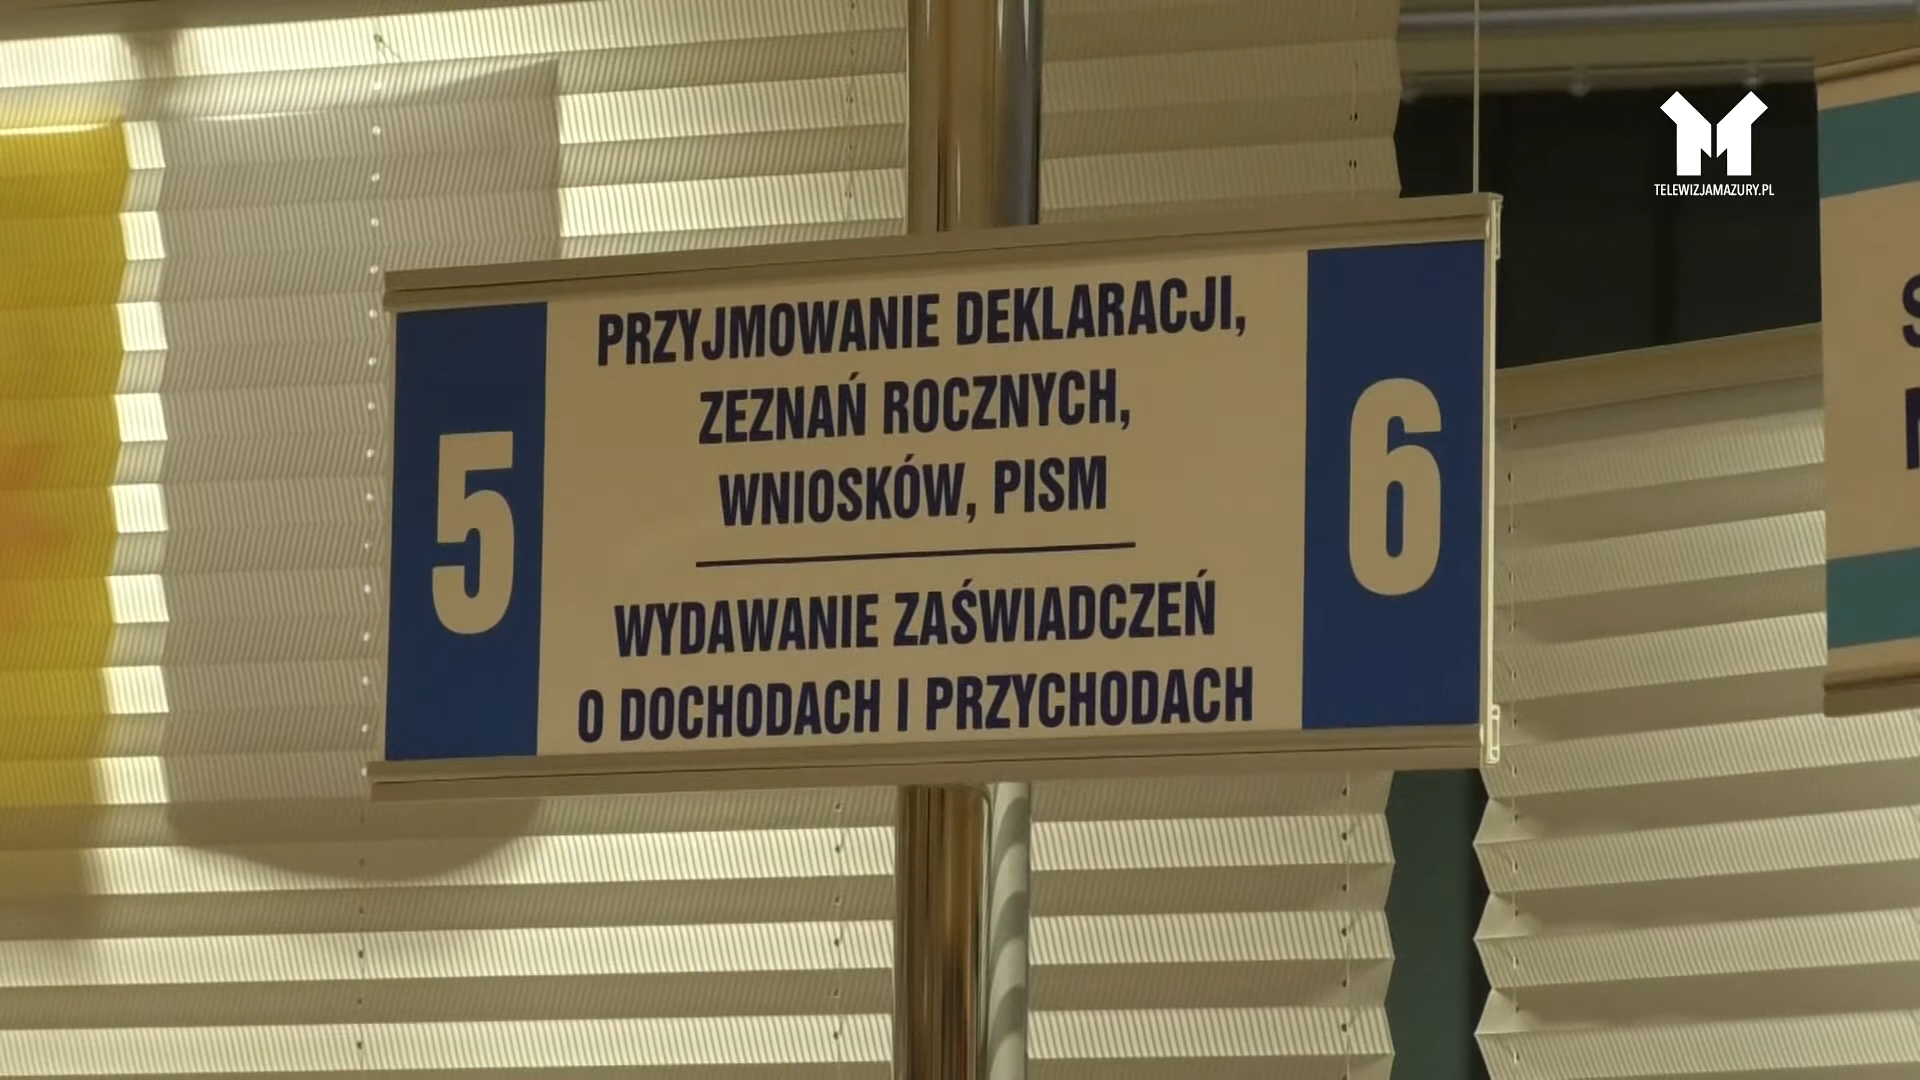 TELEWIZJAMAZURY.PL
5
PRZYJMOWANIE DEKLARACJI,
ZEZNAŃ ROCZNYCH,
WNIOSKÓW, PISM
WYDAWANIE ZAŚWIADCZEŃ
O DOCHODACH I PRZYCHODACH
6